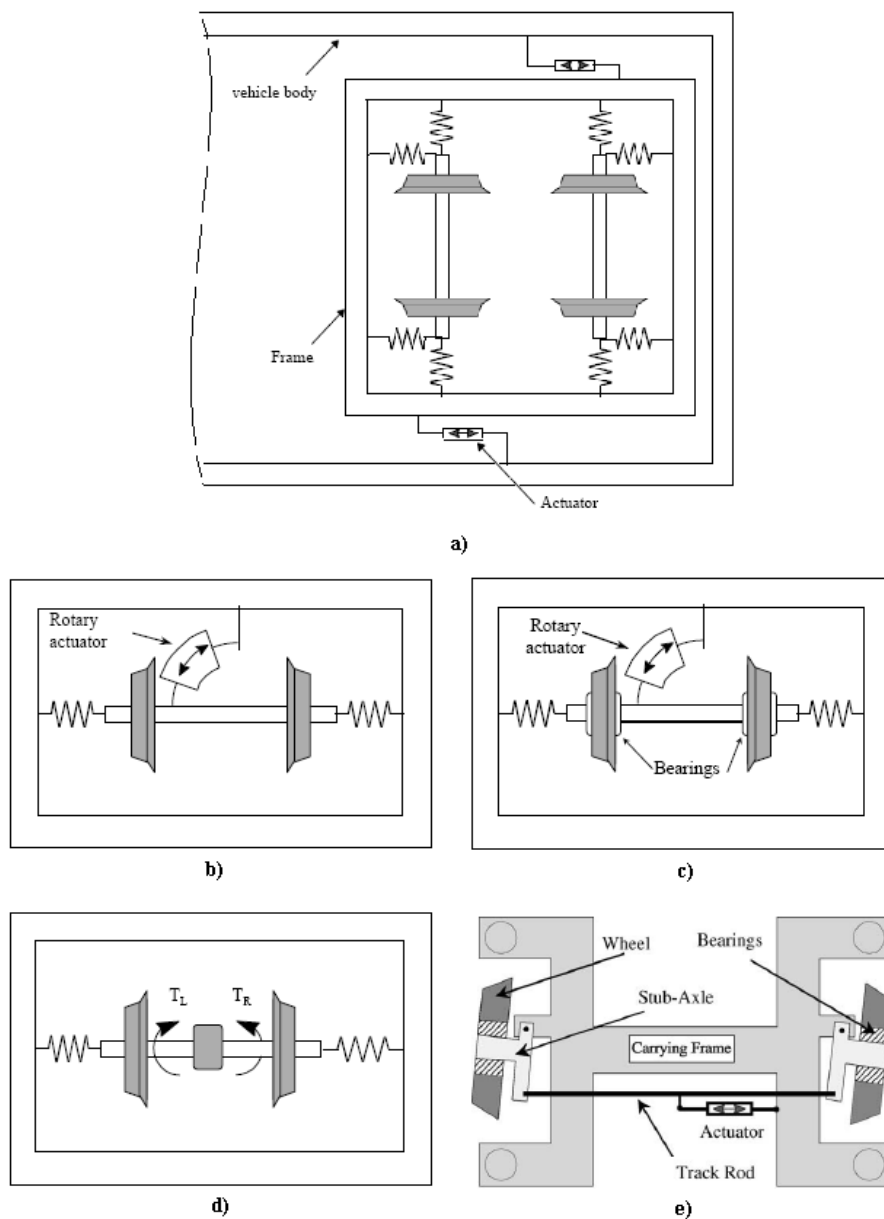 vehicle body
Frame
Actuator
a)
Rotary
actuator
b)
Rotary
actuator
Bearings
c)
T_L
T_R
d)
Wheel
Bearings
Stub-Axle
Carrying Frame
Actuator
Track Rod
e)